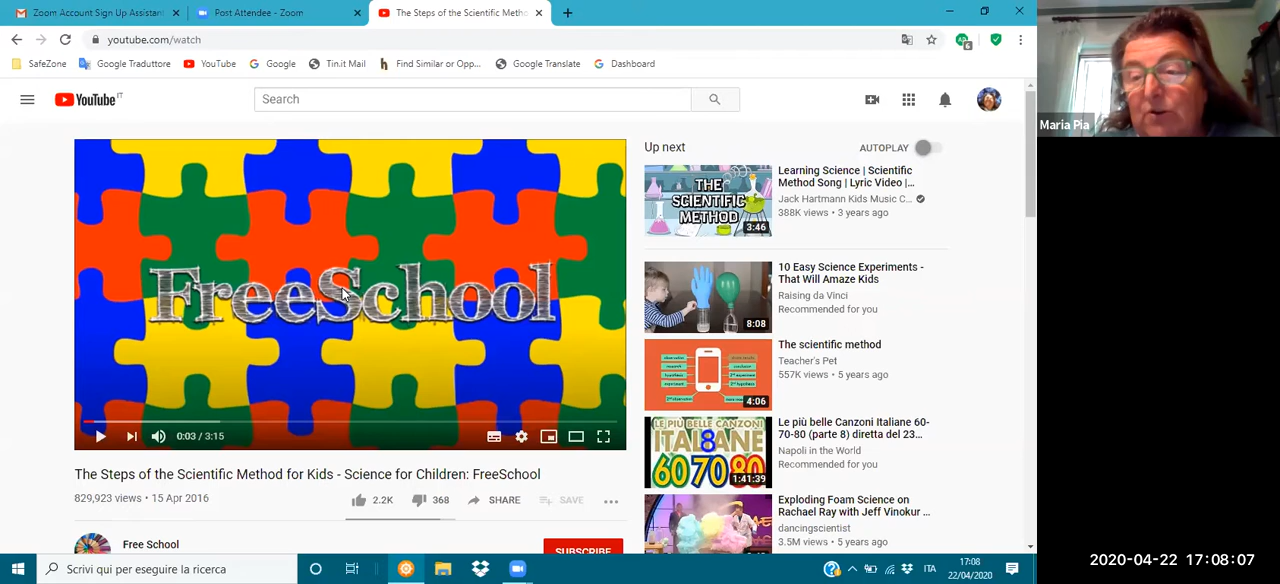 Zoom Account Sign Up Assistan
Post Attendee - Zoom
The Steps of the Scientific Metho
youtube.com/watch
SafeZone
Google Traduttore
YouTube
Google
Tin.it Mail
Find Similar or Opp...
Google Translate
Dashboard
YouTube IT
Search
Maria Pia
FreeSchool
0:03 / 3:15
The Steps of the Scientific Method for Kids - Science for Children: FreeSchool
829,923 views • 15 Apr 2016
2.2K
368
SHARE
SAVE
Free School
SUBSCRIBE
Up next
AUTOPLAY
THE
SCIENTIFIC
METHOD
3:46
Learning Science | Scientific
Method Song | Lyric Video |...
Jack Hartmann Kids Music C...
388K views • 3 years ago
8:08
10 Easy Science Experiments -
That Will Amaze Kids
Raising da Vinci
Recommended for you
4:06
The scientific method
Teacher's Pet
557K views • 5 years ago
LE PIU BELLE CANZONI
ITALIANE
8
60 70 80
1:41:39
Le più belle Canzoni Italiane 60-
70-80 (parte 8) diretta del 23...
Napoli in the World
Recommended for you
Exploding Foam Science on
Rachael Ray with Jeff Vinokur ...
dancingscientist
3.5M views • 5 years ago
Scrivi qui per eseguire la ricerca
ITA
17:08
22/04/2020
2020-04-22 17:08:07